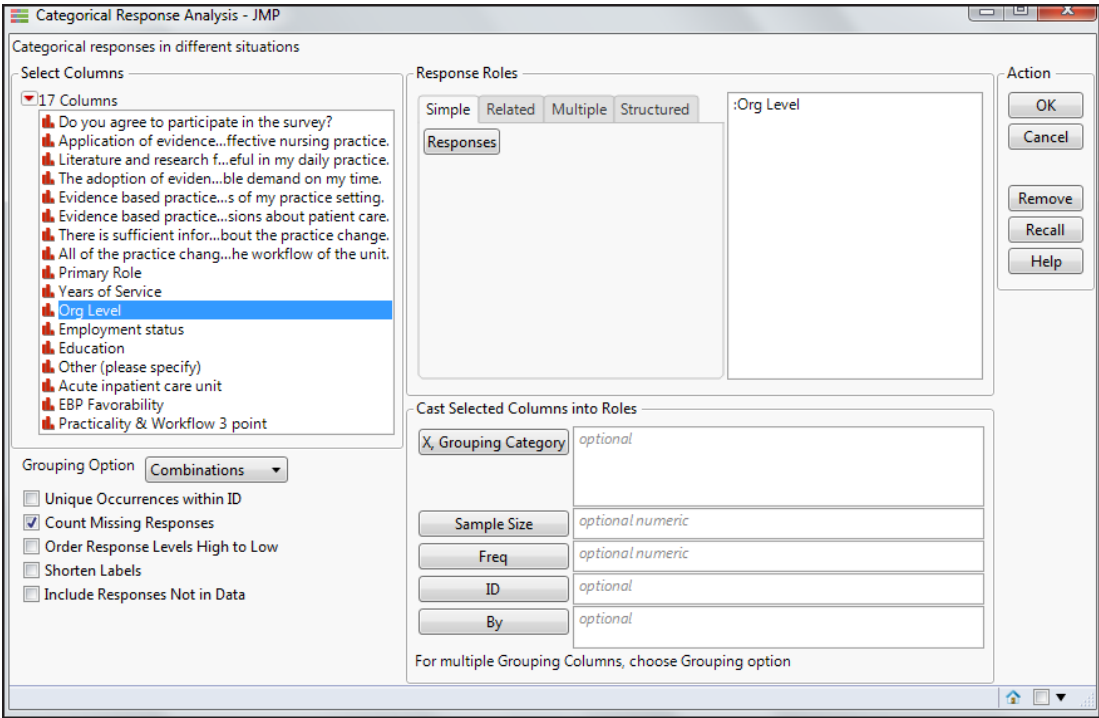 Categorical Response Analysis - JMP
Categorical responses in different situations
Select Columns
17 Columns
Do you agree to participate in the survey?
Application of evidence...ffective nursing practice.
Literature and research f...eful in my daily practice.
The adoption of eviden...ble demand on my time.
Evidence based practice...s of my practice setting.
Evidence based practice...sions about patient care.
There is sufficient infor...bout the practice change.
All of the practice chang...he workflow of the unit.
Primary Role
Years of Service
Org Level
Employment status
Education
Other (please specify)
Acute inpatient care unit
EBP Favorability
Practicality & Workflow 3 point
Grouping Option Combinations
Unique Occurrences within ID
Count Missing Responses
Order Response Levels High to Low
Shorten Labels
Include Responses Not in Data
Response Roles
Simple Related Multiple Structured
Responses
:Org Level
Cast Selected Columns into Roles
X, Grouping Category optional
Sample Size optional numeric
Freq optional numeric
ID optional
By optional
For multiple Grouping Columns, choose Grouping option
Action
OK
Cancel
Remove
Recall
Help